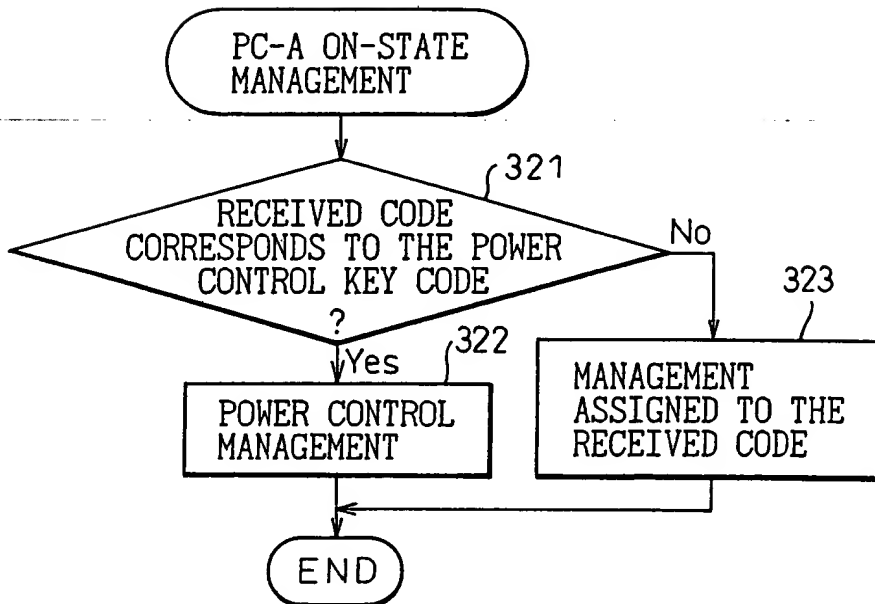 PC-A ON-STATE
MANAGEMENT
321
RECEIVED CODE
CORRESPONDS TO THE POWER
CONTROL KEY CODE
?
No
Yes
322
323
POWER CONTROL
MANAGEMENT
MANAGEMENT
ASSIGNED TO THE
RECEIVED CODE
END